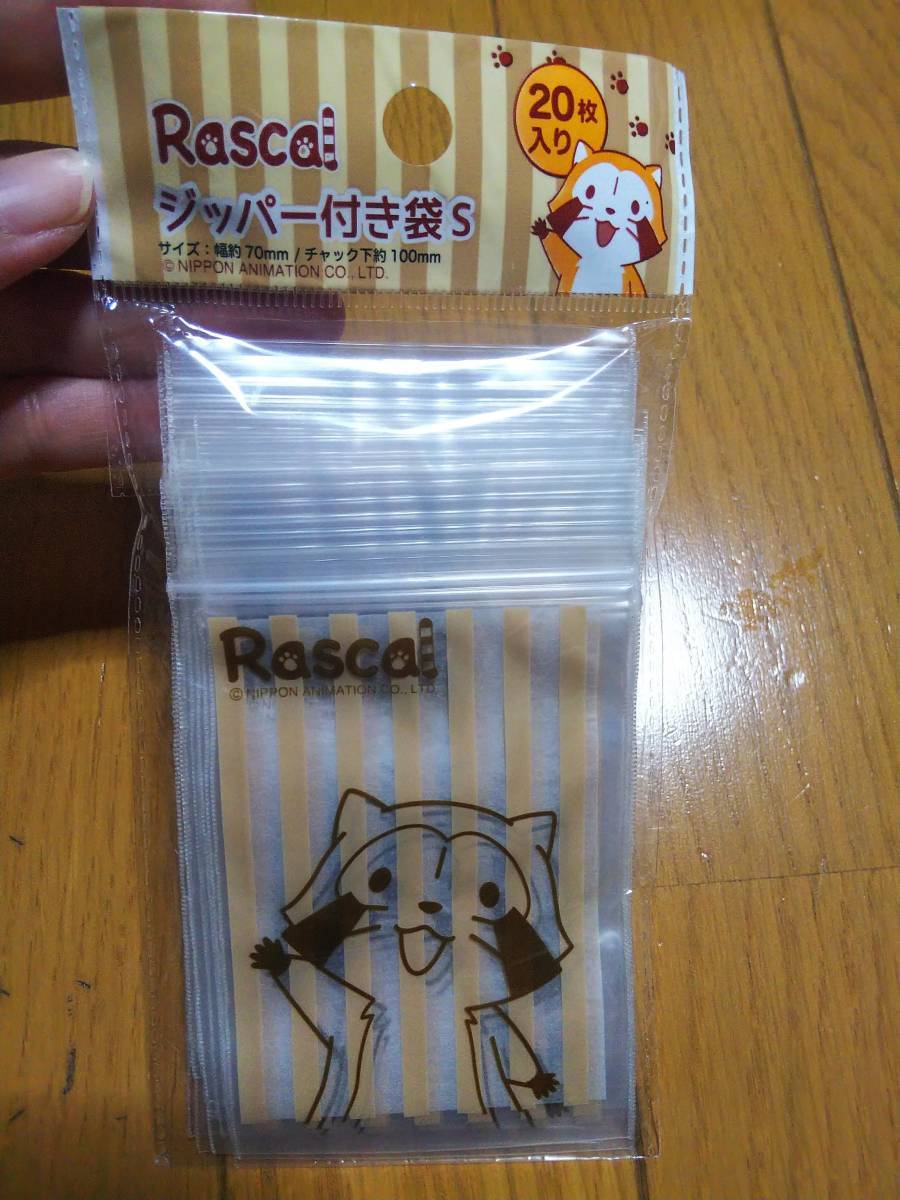 20枚
入り
Rascal
ジッパー付き袋S
サイズ：幅約70mm / チャック下約100mm
© NIPPON ANIMATION CO., LTD.
Rascal
© NIPPON ANIMATION CO., LTD.